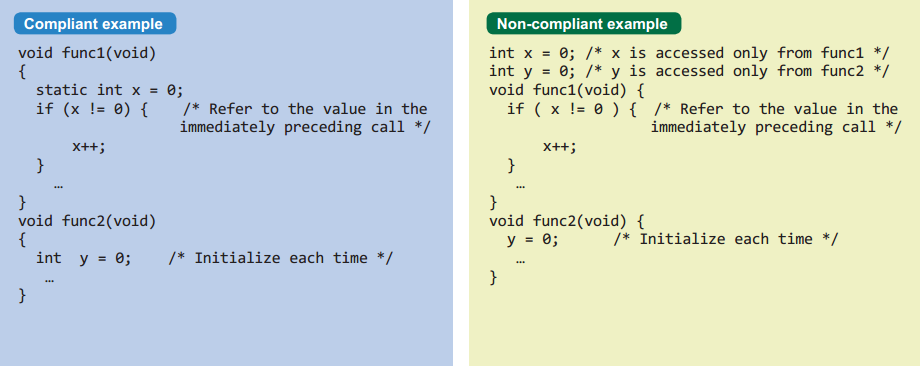 Compliant example
void func1(void)
{
static int x = 0;
if (x != 0) { /* Refer to the value in the
immediately preceding call */
x++;
}
…
}
void func2(void)
{
int y = 0; /* Initialize each time */
…
}
Non-compliant example
int x = 0; /* x is accessed only from func1 */
int y = 0; /* y is accessed only from func2 */
void func1(void) {
if ( x != 0 ) { /* Refer to the value in the
immediately preceding call */
x++;
}
…
}
void func2(void) {
y = 0; /* Initialize each time */
…
}